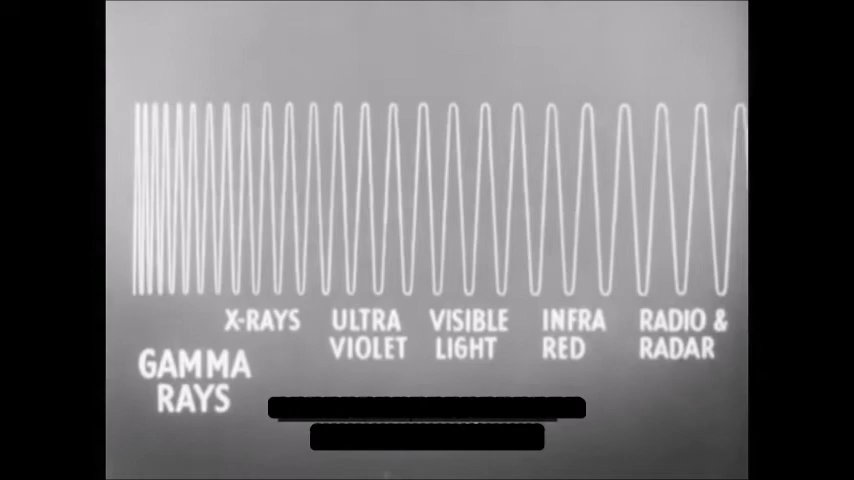 X-RAYS
ULTRA
VIOLET
VISIBLE
LIGHT
INFRA
RED
RADIO &
RADAR
GAMMA
RAYS